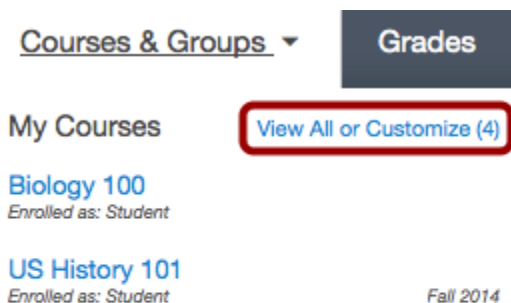 Courses & Groups Grades
My Courses View All or Customize (4)
Biology 100
Enrolled as: Student
US History 101
Enrolled as: Student Fall 2014